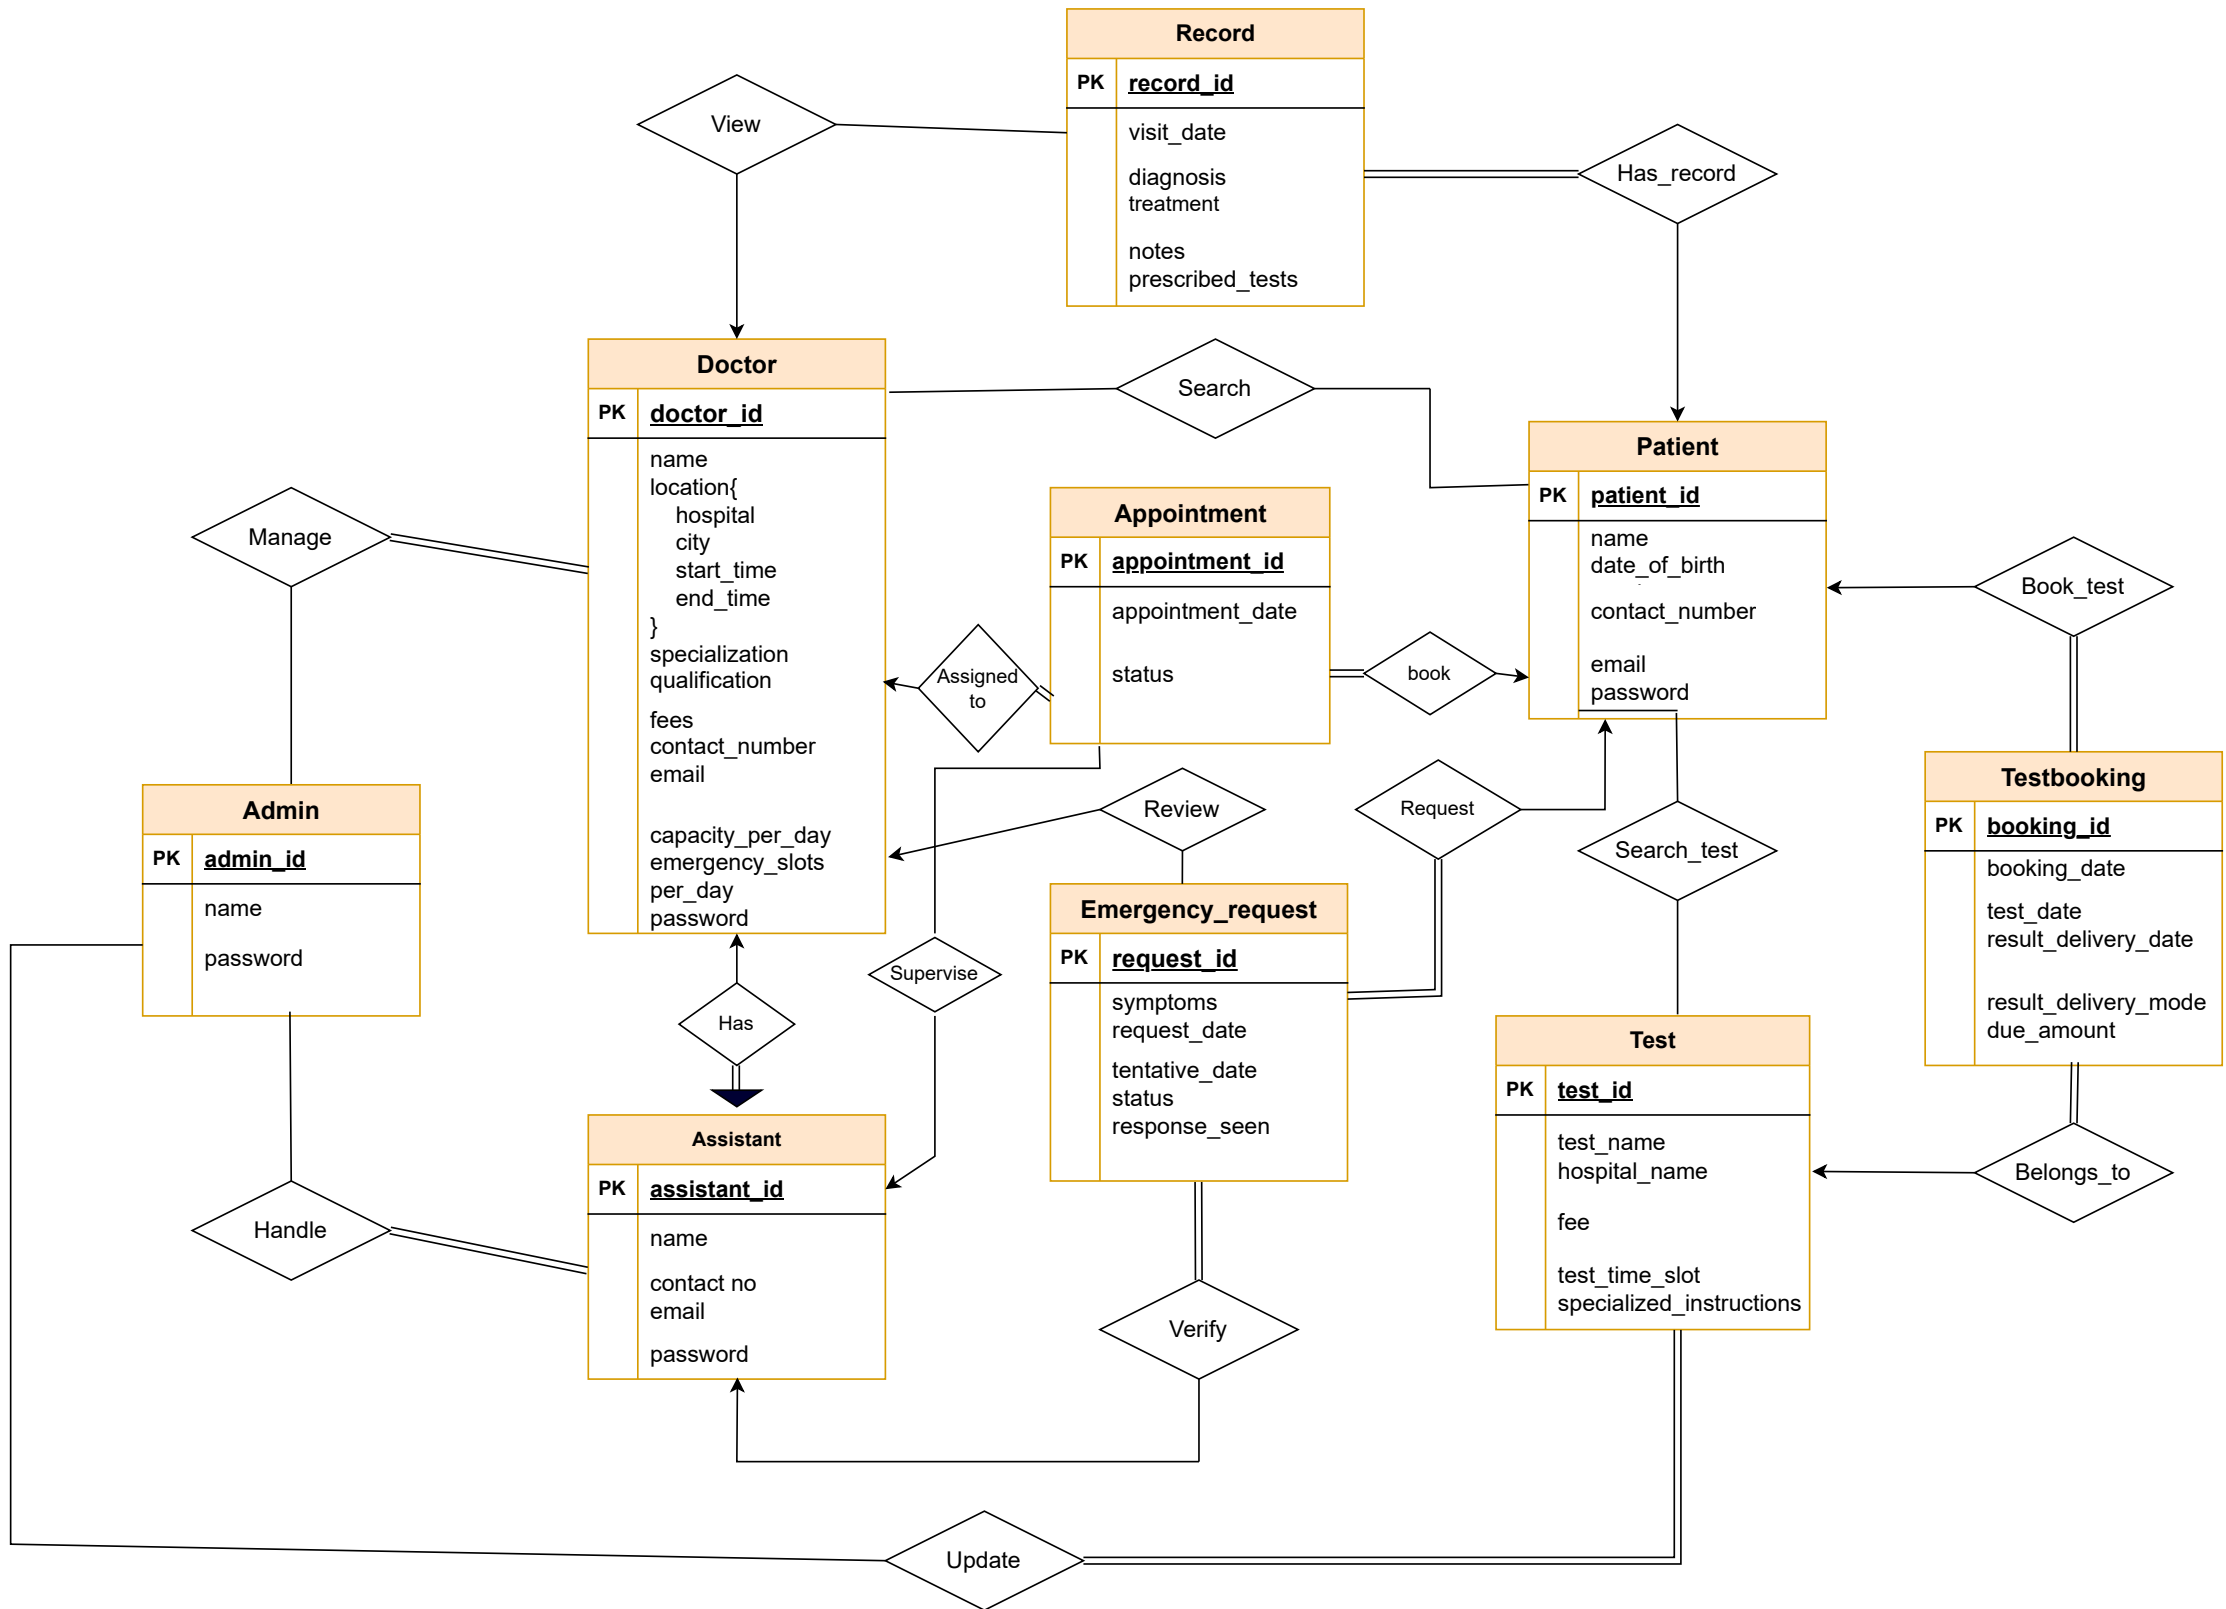 Record
PK record_id
visit_date
diagnosis
treatment
notes
prescribed_tests
View
Has_record
Doctor
PK doctor_id
name
location{
hospital
city
start_time
end_time
}
specialization
qualification
fees
contact_number
email
capacity_per_day
emergency_slots
per_day
password
Search
Patient
PK patient_id
name
date_of_birth
contact_number
email
password
Manage
Appointment
PK appointment_id
appointment_date
status
Assigned
to
book
Book_test
Admin
PK admin_id
name
password
Review
Request
Search_test
Testbooking
PK booking_id
booking_date
test_date
result_delivery_date
result_delivery_mode
due_amount
Emergency_request
PK request_id
symptoms
request_date
tentative_date
status
response_seen
Supervise
Has
Test
PK test_id
test_name
hospital_name
fee
test_time_slot
specialized_instructions
Belongs_to
Assistant
PK assistant_id
name
contact no
email
password
Handle
Verify
Update